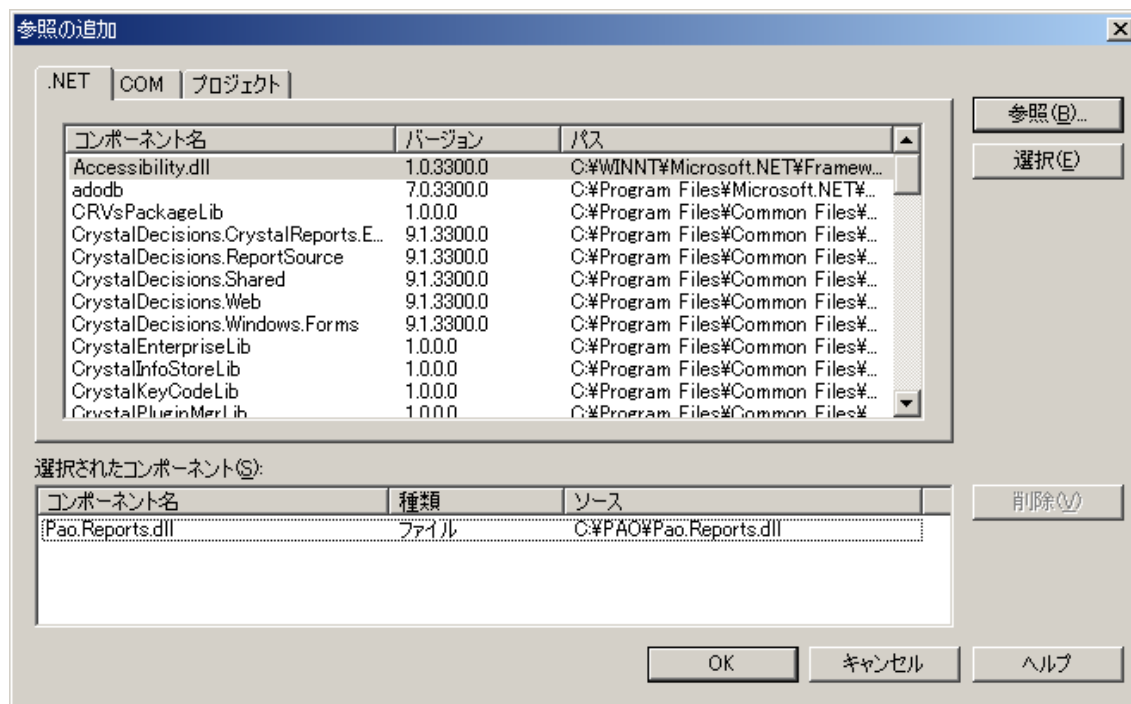 参照の追加
.NET COM プロジェクト
参照(B)...
選択(E)
コンポーネント名 バージョン パス
Accessibility.dll 1.0.3300.0 C:¥WINNT¥Microsoft.NET¥Framew...
adodb 7.0.3300.0 C:¥Program Files¥Microsoft.NET¥...
CRVsPackageLib 1.0.0.0 C:¥Program Files¥Common Files¥...
CrystalDecisions.CrystalReports.E... 9.1.3300.0 C:¥Program Files¥Common Files¥...
CrystalDecisions.ReportSource 9.1.3300.0 C:¥Program Files¥Common Files¥...
CrystalDecisions.Shared 9.1.3300.0 C:¥Program Files¥Common Files¥...
CrystalDecisions.Web 9.1.3300.0 C:¥Program Files¥Common Files¥...
CrystalDecisions.Windows.Forms 9.1.3300.0 C:¥Program Files¥Common Files¥...
CrystalEnterpriseLib 1.0.0.0 C:¥Program Files¥Common Files¥...
CrystalInfoStoreLib 1.0.0.0 C:¥Program Files¥Common Files¥...
CrystalKeyCodeLib 1.0.0.0 C:¥Program Files¥Common Files¥...
CrystalPluginMgrLib 1.0.0.0 C:¥Program Files¥Common Files¥...
選択されたコンポーネント(S):
コンポーネント名 種類 ソース
Pao.Reports.dll ファイル C:¥PAO¥Pao.Reports.dll
削除(V)
OK キャンセル ヘルプ